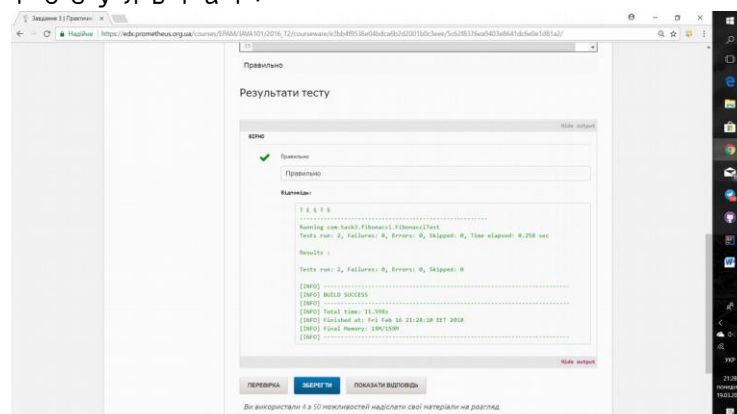 Завдання 3 | Практичн
Надійне | https://edx.prometheus.org.ua/courses/EPAM/JAVA101/2016_T2/courseware/
Правильно
Результати тесту
Hide output
ВІРНО
Правильно
Правильно
Відповідь:
T E S T S
-------------------------------------------------------
Running com.task3.fibonacci.FibonacciTest
Tests run: 2, Failures: 0, Errors: 0, Skipped: 0, Time elapsed: 0.250 sec
Results :
Tests run: 2, Failures: 0, Errors: 0, Skipped: 0
[INFO] ------------------------------------------------------------------------
[INFO] BUILD SUCCESS
[INFO] ------------------------------------------------------------------------
[INFO] Total time: 11.598s
[INFO] Finished at: Fri Feb 16 21:28:10 EET 2018
[INFO] Final Memory: 19M/159M
[INFO] ------------------------------------------------------------------------
Hide output
ПЕРЕВІРКА ЗБЕРЕГТИ ПОКАЗАТИ ВІДПОВІДЬ
Ви використали 4 з 50 можливостей надіслати свої матеріали на розгляд
УКР
21:28
понеділ
19.03.20